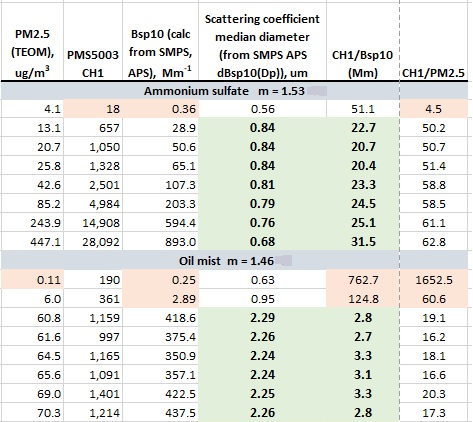 PM2.5 (TEOM), ug/m³ PMS5003 CH1 Bsp10 (calc from SMPS, APS), Mm⁻¹ Scattering coefficient median diameter (from SMPS APS dBsp10(Dp)), um CH1/Bsp10 (Mm) CH1/PM2.5
Ammonium sulfate m = 1.53
4.1 18 0.36 0.56 51.1 4.5
13.1 657 28.9 0.84 22.7 50.2
20.7 1,050 50.6 0.84 20.7 50.7
25.8 1,328 65.1 0.84 20.4 51.4
42.6 2,501 107.3 0.81 23.3 58.8
85.2 4,984 203.3 0.79 24.5 58.5
243.9 14,908 594.4 0.76 25.1 61.1
447.1 28,092 893.0 0.68 31.5 62.8
Oil mist m = 1.46
0.11 190 0.25 0.63 762.7 1652.5
6.0 361 2.89 0.95 124.8 60.6
60.8 1,159 418.6 2.29 2.8 19.1
61.6 997 375.4 2.26 2.7 16.2
64.5 1,165 350.9 2.24 3.3 18.1
65.6 1,091 357.1 2.24 3.1 16.6
69.0 1,401 422.5 2.25 3.3 20.3
70.3 1,214 437.5 2.26 2.8 17.3